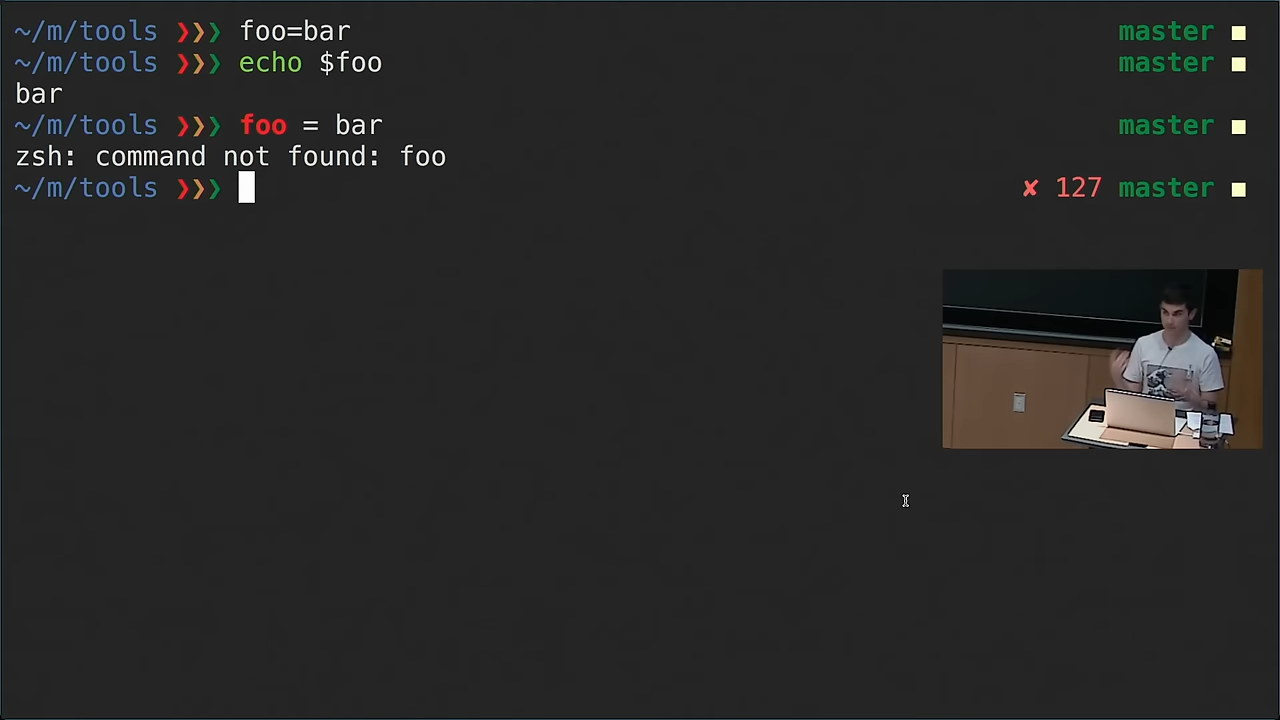 ~/m/tools ❯❯❯ foo=bar master ■
~/m/tools ❯❯❯ echo $foo master ■
bar
~/m/tools ❯❯❯ foo = bar master ■
zsh: command not found: foo
~/m/tools ❯❯❯ ✘ 127 master ■